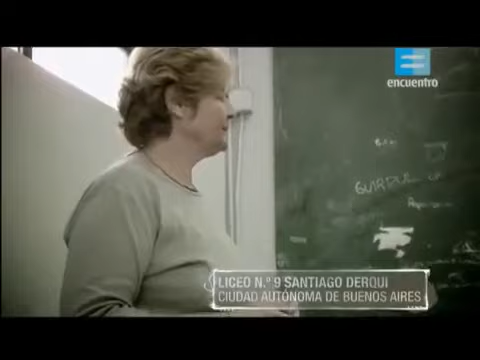 encuentro
LICEO N.º 9 SANTIAGO DERQUI
CIUDAD AUTÓNOMA DE BUENOS AIRES